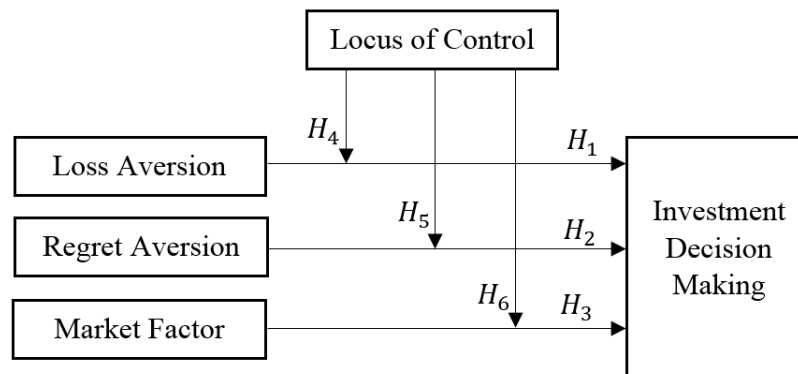 Locus of Control
H₄
H₁
Loss Aversion
H₅
H₂
Regret Aversion
H₆
H₃
Market Factor
Investment
Decision
Making